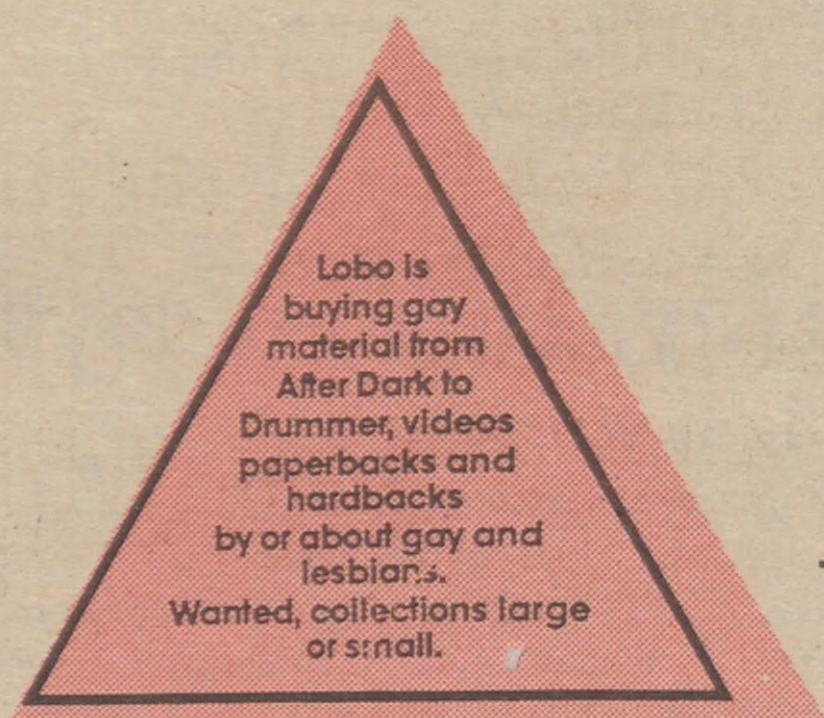 Lobo is
buying gay
material from
After Dark to
Drummer, videos
paperbacks and
hardbacks
by or about gay and
lesbians.
Wanted, collections large
or small.